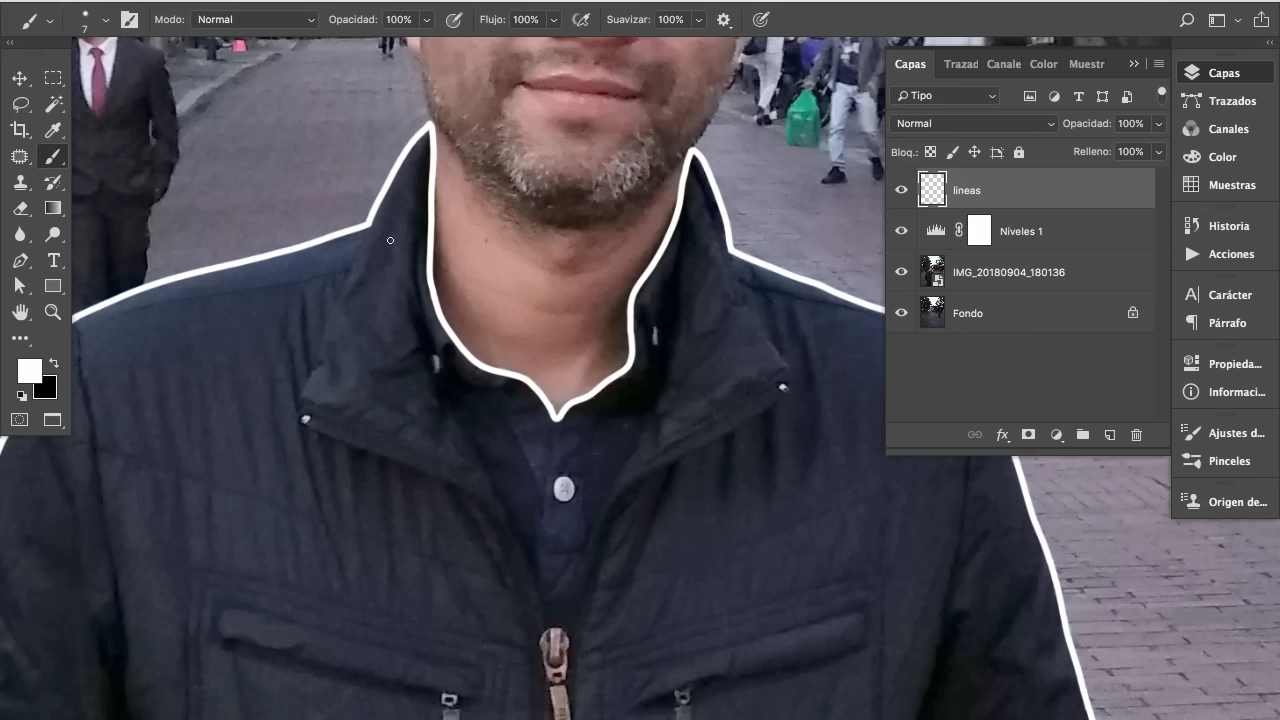 7
Modo: Normal Opacidad: 100% Flujo: 100% Suavizar: 100%
Capas Trazad Canale Color Muestr
Tipo
Normal Opacidad: 100%
Bloq.: Relleno: 100%
lineas
Niveles 1
IMG_20180904_180136
Fondo
fx
Capas
Trazados
Canales
Color
Muestras
Historia
Acciones
Carácter
Párrafo
Propieda...
Informaci...
Ajustes d...
Pinceles
Origen de...